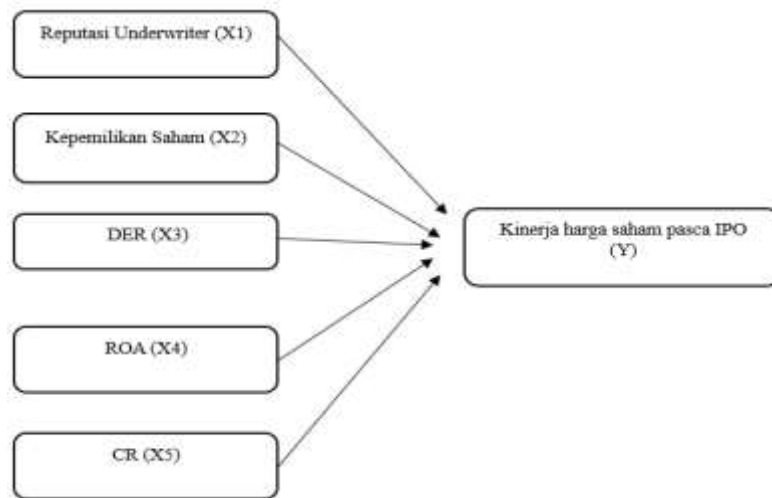 Reputasi Underwriter (X1)
Kepemilikan Saham (X2)
DER (X3)
Kinerja harga saham pasca IPO
(Y)
ROA (X4)
CR (X5)